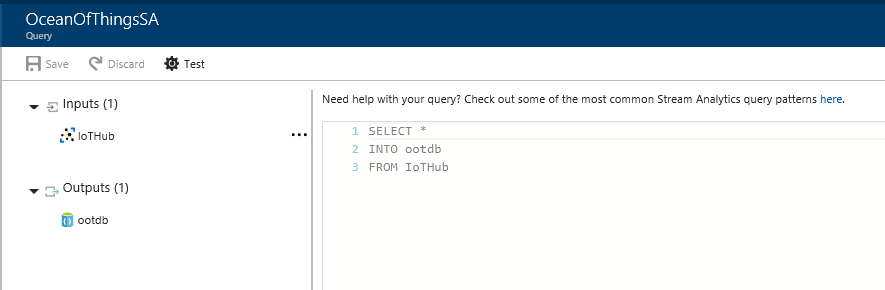 OceanOfThingsSA
Query
Save Discard Test
Inputs (1)
IoTHub
Outputs (1)
ootdb
Need help with your query? Check out some of the most common Stream Analytics query patterns here.
1 SELECT *
2 INTO ootdb
3 FROM IoTHub